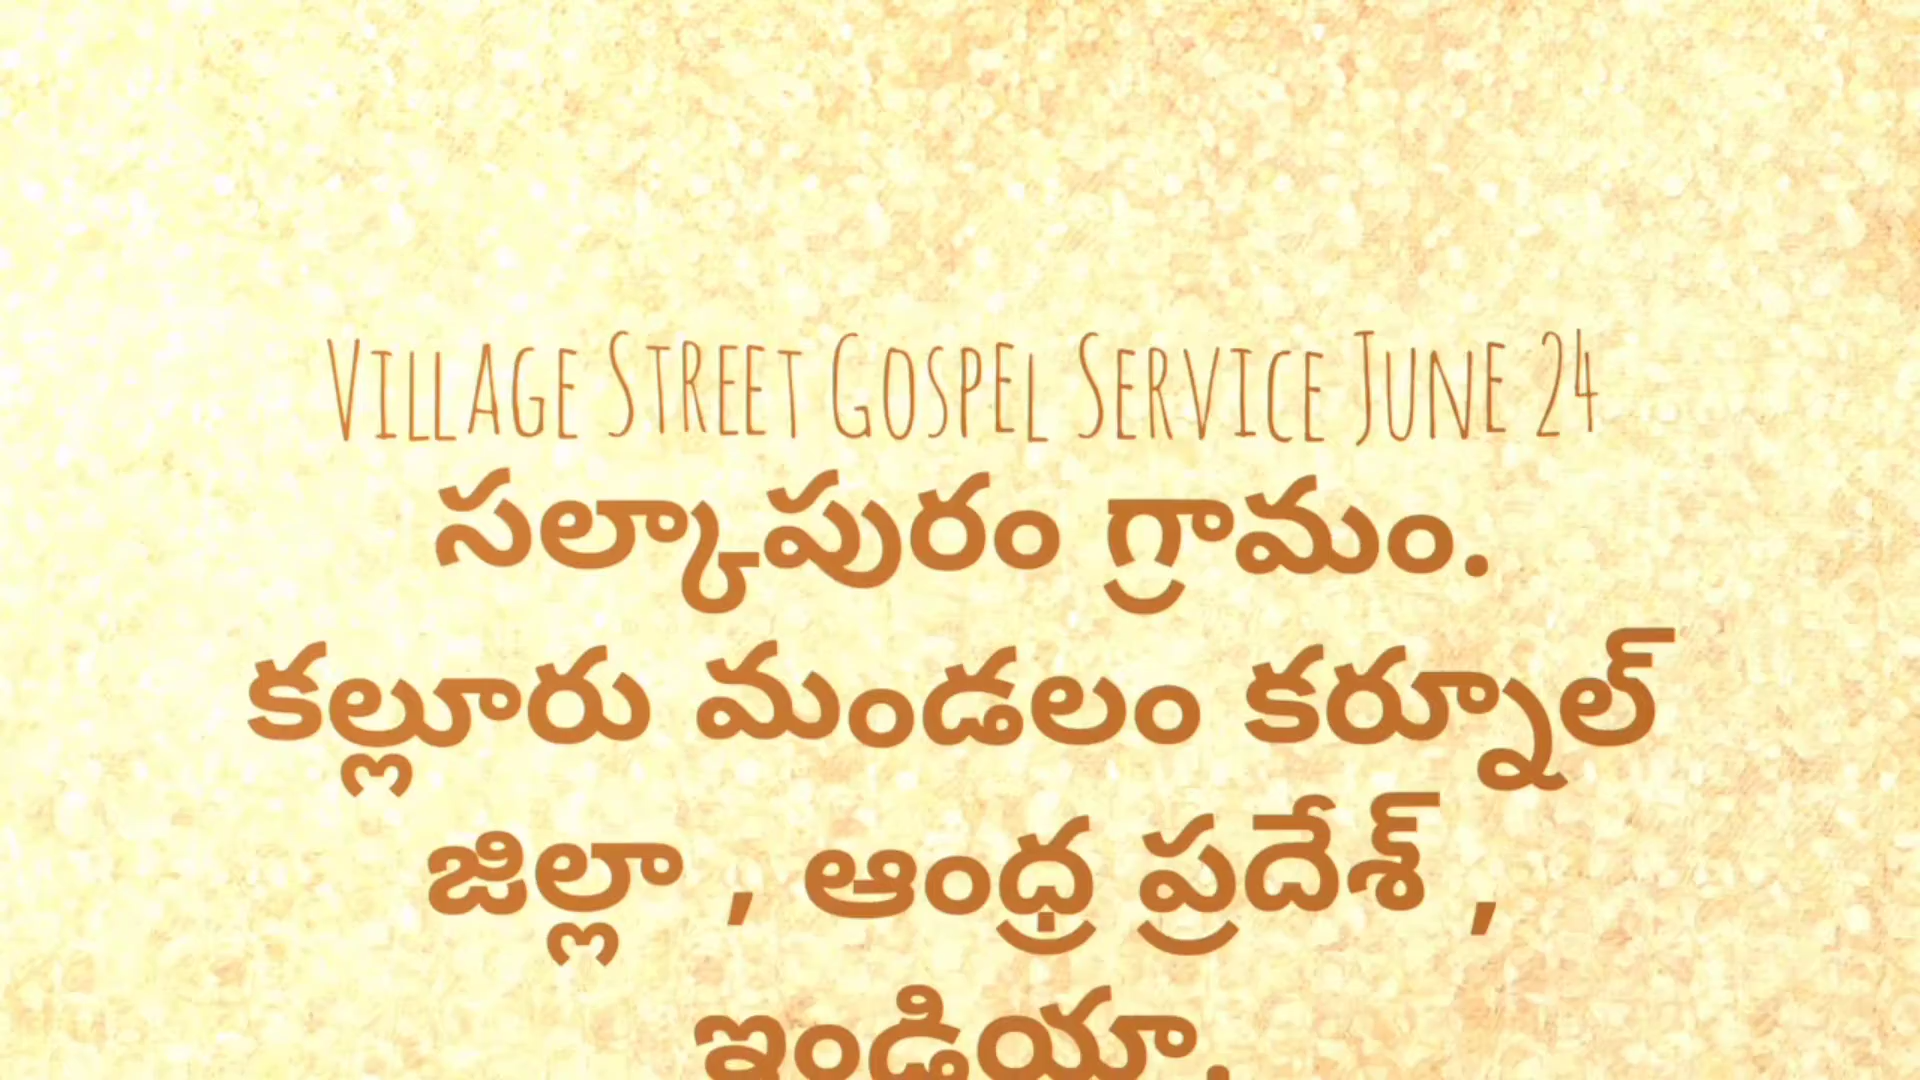 Village Street Gospel Service June 24
సల్కాపురం గ్రామం.
కల్లూరు మండలం కర్నూల్
జిల్లా , ఆంధ్ర ప్రదేశ్ ,
ఇండియా.